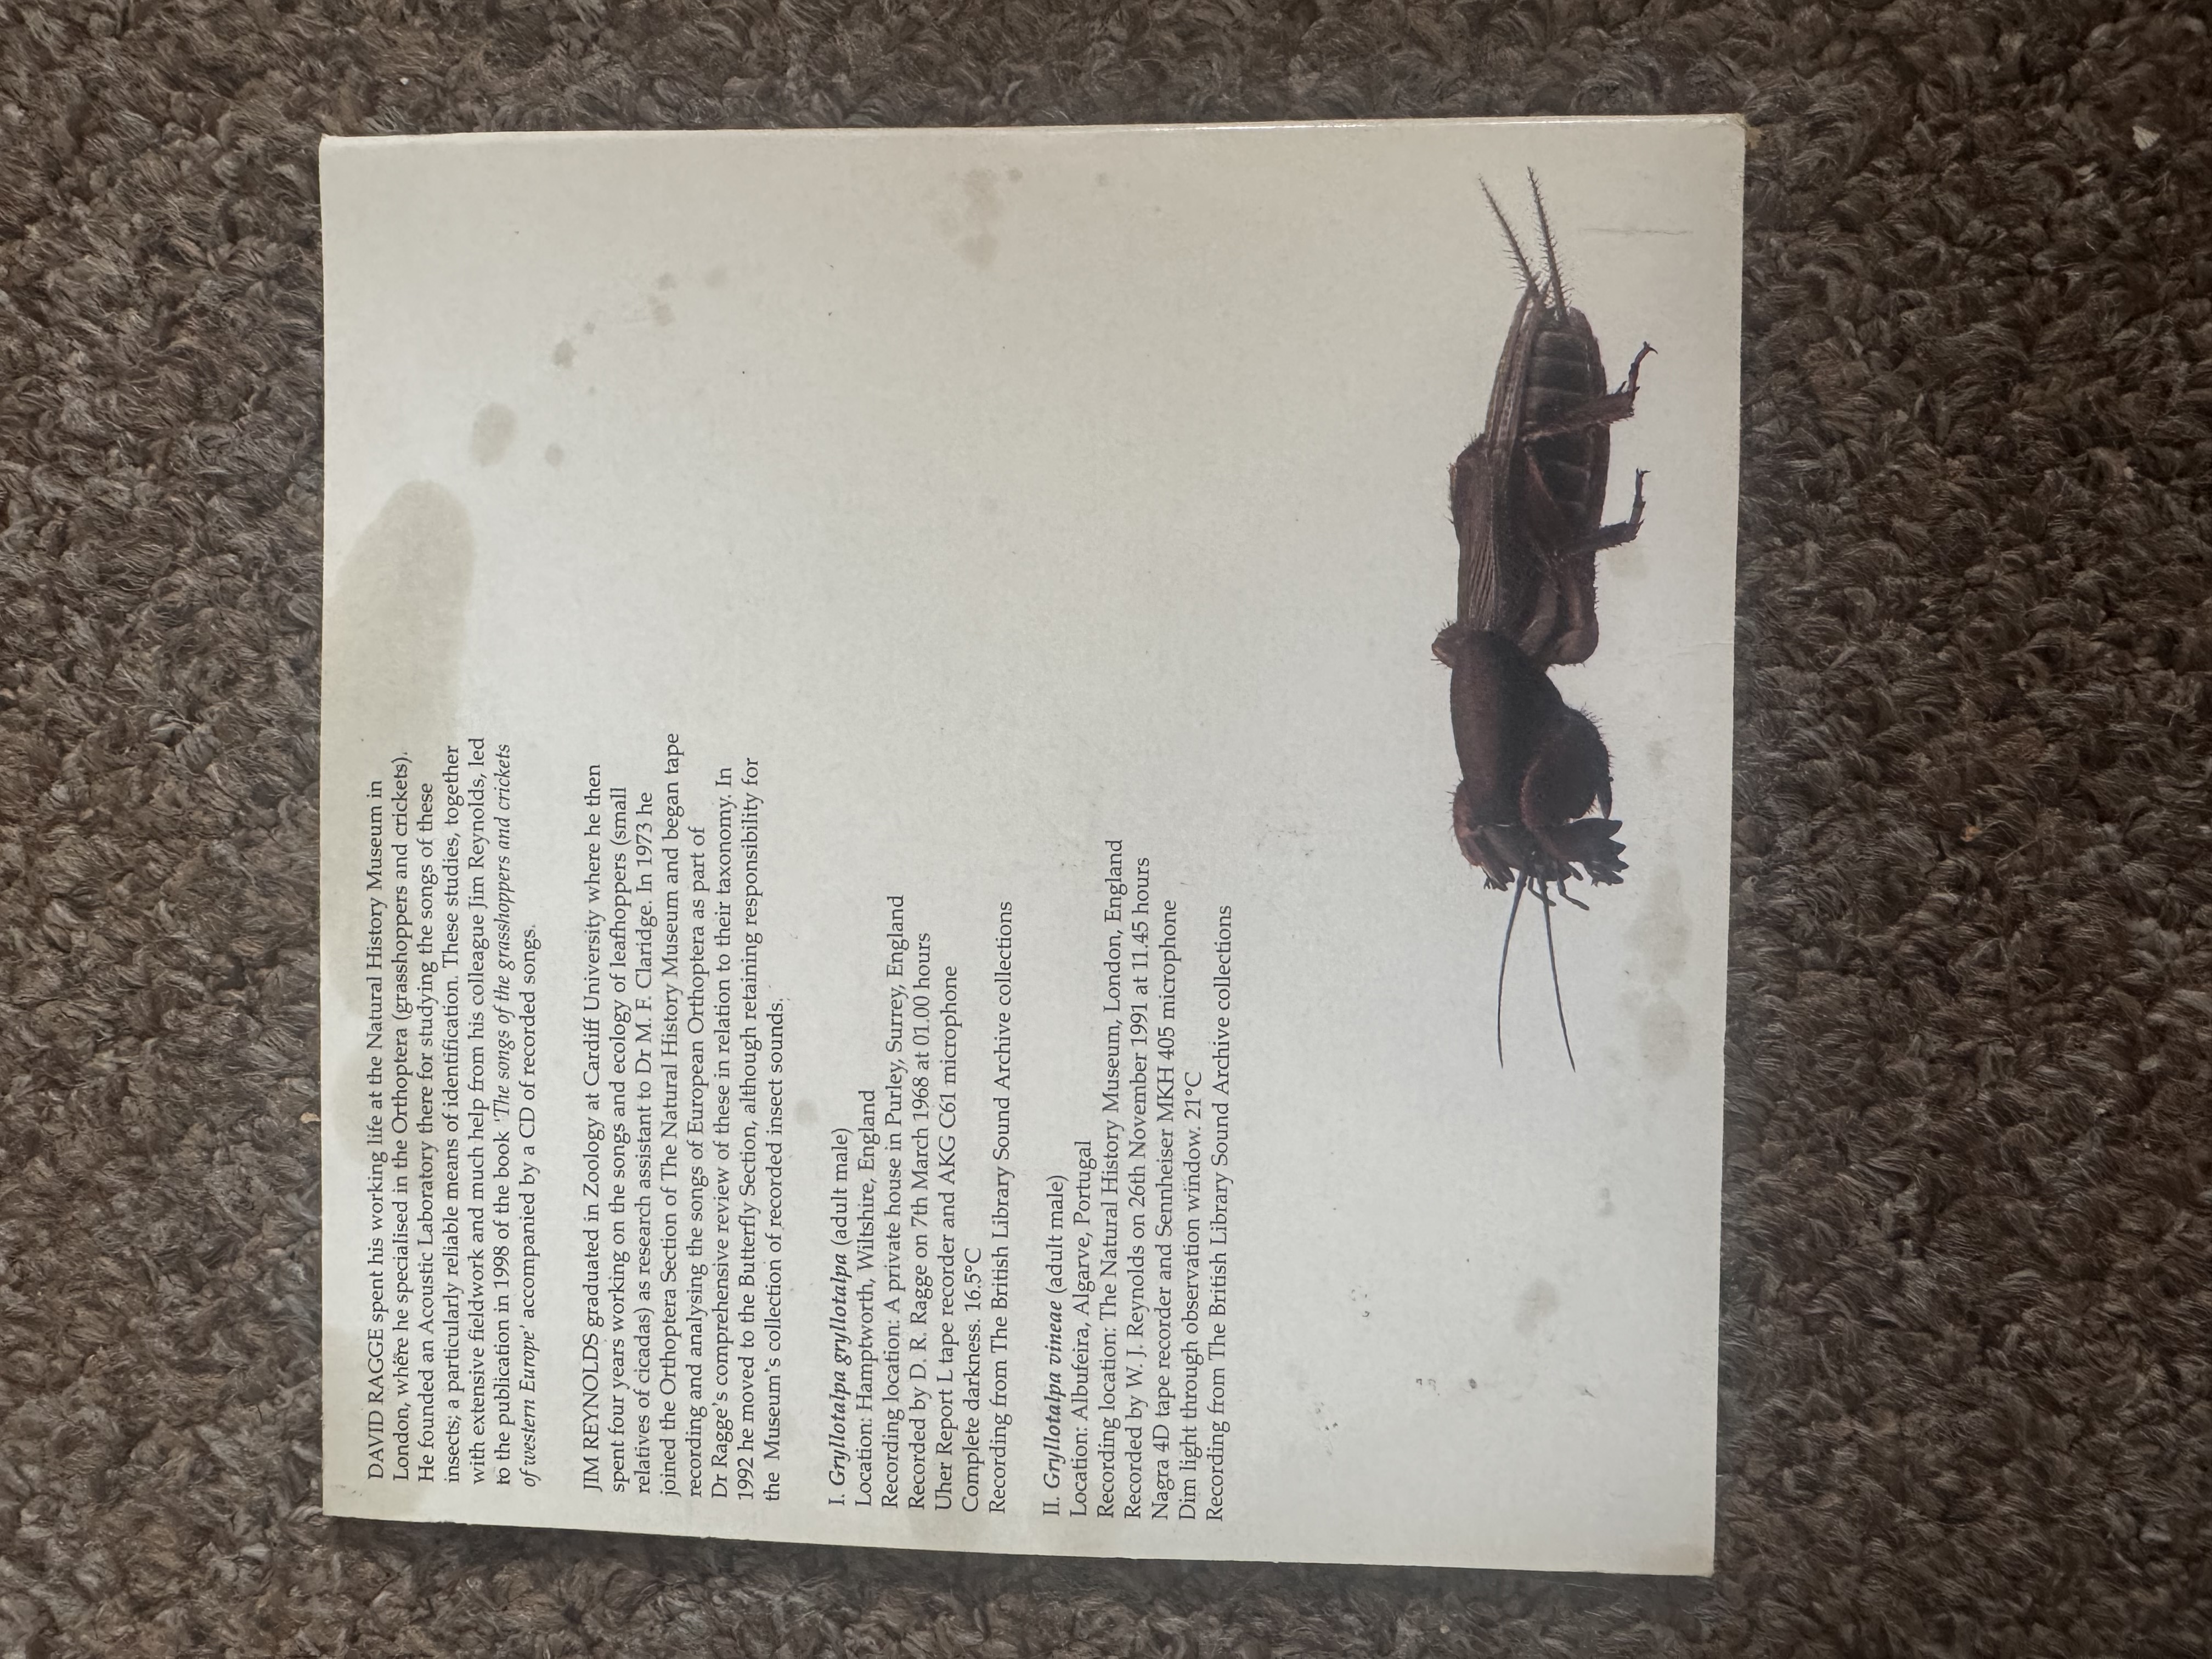 DAVID RAGGE spent his working life at the Natural History Museum in
London, where he specialised in the Orthoptera (grasshoppers and crickets).
He founded an Acoustic Laboratory there for studying the songs of these
insects; a particularly reliable means of identification. These studies, together
with extensive fieldwork and much help from his colleague Jim Reynolds, led
to the publication in 1998 of the book 'The songs of the grasshoppers and crickets
of western Europe' accompanied by a CD of recorded songs.
JIM REYNOLDS graduated in Zoology at Cardiff University where he then
spent four years working on the songs and ecology of leafhoppers (small
relatives of cicadas) as research assistant to Dr M. F. Claridge. In 1973 he
joined the Orthoptera Section of The Natural History Museum and began tape
recording and analysing the songs of European Orthoptera as part of
Dr Ragge's comprehensive review of these in relation to their taxonomy. In
1992 he moved to the Butterfly Section, although retaining responsibility for
the Museum's collection of recorded insect sounds.
I. Gryllotalpa gryllotalpa (adult male)
Location: Hamptworth, Wiltshire, England
Recording location: A private house in Purley, Surrey, England
Recorded by D. R. Ragge on 7th March 1968 at 01.00 hours
Uher Report L tape recorder and AKG C61 microphone
Complete darkness. 16.5°C
Recording from The British Library Sound Archive collections
II. Gryllotalpa vineae (adult male)
Location: Albufeira, Algarve, Portugal
Recording location: The Natural History Museum, London, England
Recorded by W. J. Reynolds on 26th November 1991 at 11.45 hours
Nagra 4D tape recorder and Sennheiser MKH 405 microphone
Dim light through observation window. 21°C
Recording from The British Library Sound Archive collections